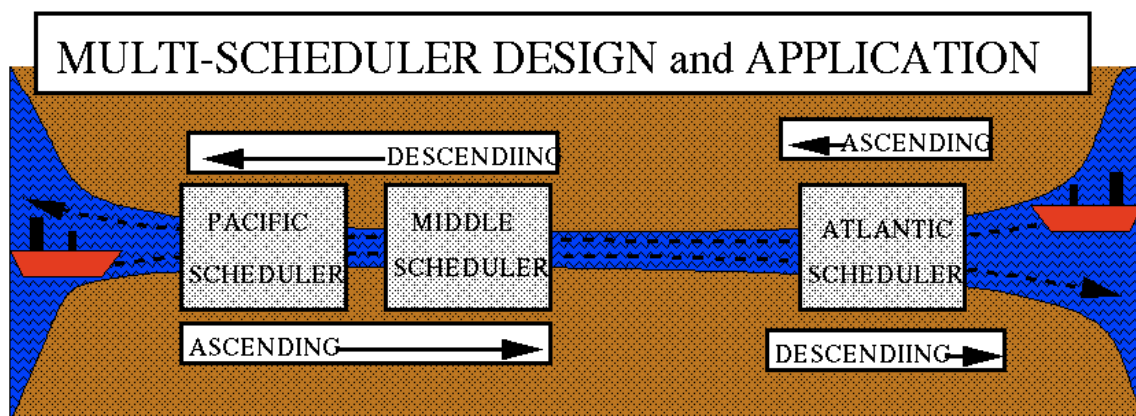 MULTI-SCHEDULER DESIGN and APPLICATION
DESCENDIING
ASCENDING
PACIFIC
SCHEDULER
MIDDLE
SCHEDULER
ATLANTIC
SCHEDULER
ASCENDING
DESCENDIING